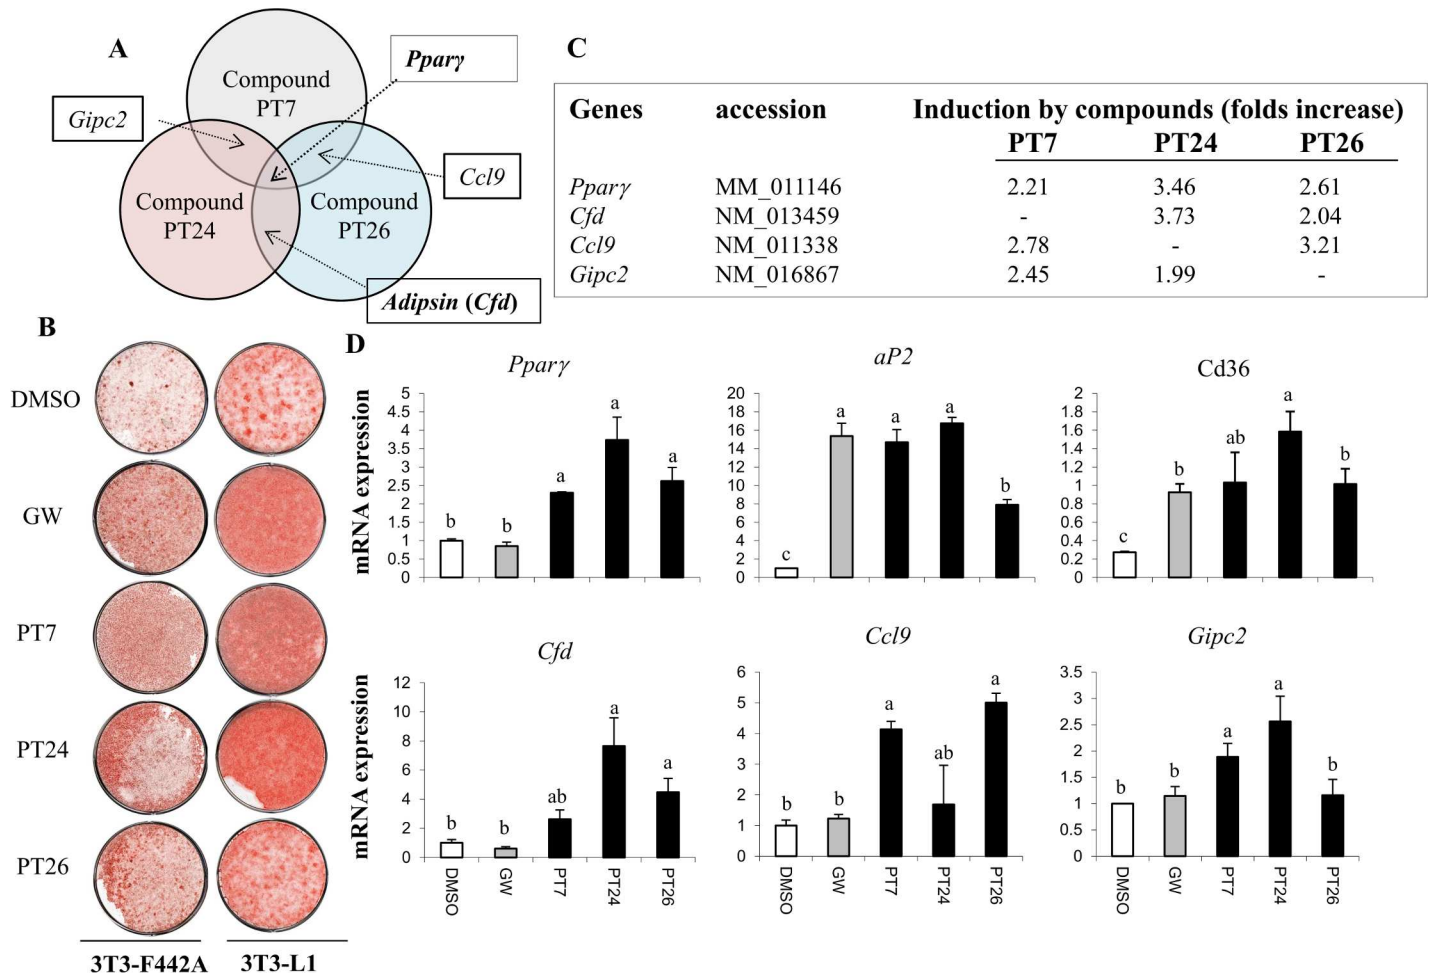 A
Compound
PT7
Pparγ
Gipc2
Compound
PT24
Compound
PT26
Ccl9
Adipsin (Cfd)
C
Genes accession Induction by compounds (folds increase)
PT7 PT24 PT26
Pparγ MM_011146 2.21 3.46 2.61
Cfd NM_013459 - 3.73 2.04
Ccl9 NM_011338 2.78 - 3.21
Gipc2 NM_016867 2.45 1.99 -
B
DMSO
GW
PT7
PT24
PT26
3T3-F442A 3T3-L1
D
Pparγ
mRNA expression
5
4.5
4
3.5
3
2.5
2
1.5
1
0.5
0
b b a a a
aP2
20
18
16
14
12
10
8
6
4
2
0
c a a a b
Cd36
2
1.8
1.6
1.4
1.2
1
0.8
0.6
0.4
0.2
0
c b ab a b
Cfd
mRNA expression
12
10
8
6
4
2
0
b b ab a a
DMSO GW PT7 PT24 PT26
Ccl9
6
5
4
3
2
1
0
b b a ab a
DMSO GW PT7 PT24 PT26
Gipc2
3.5
3
2.5
2
1.5
1
0.5
0
b b a a b
DMSO GW PT7 PT24 PT26